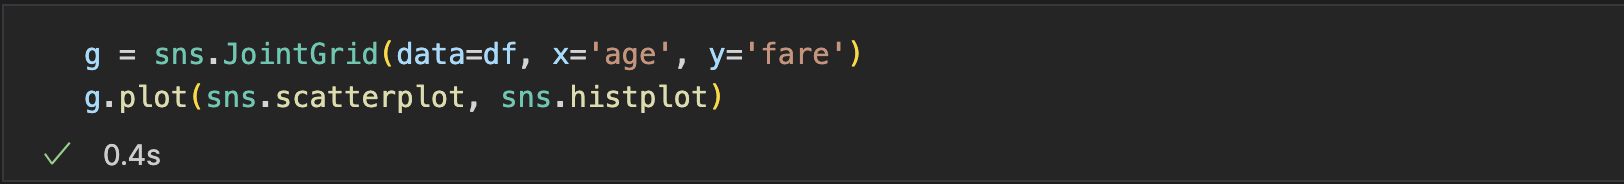 g = sns.JointGrid(data=df, x='age', y='fare')
g.plot(sns.scatterplot, sns.histplot)
✓ 0.4s